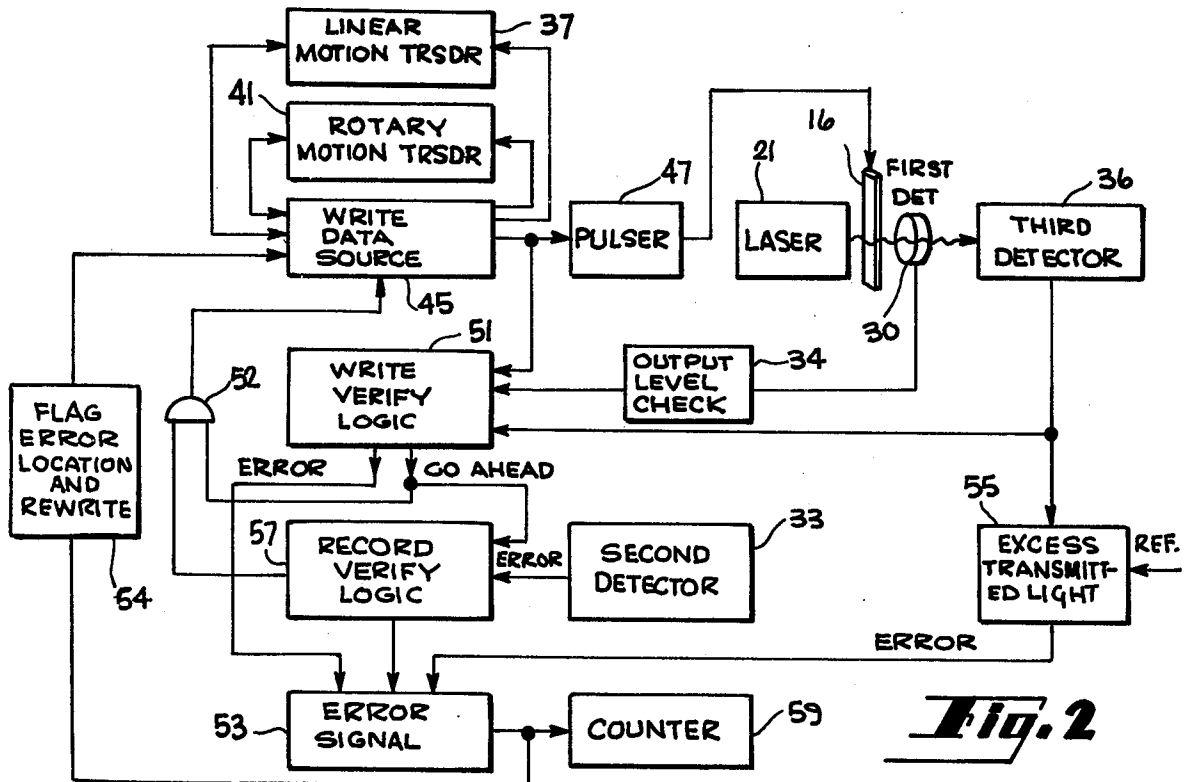 LINEAR
MOTION TRSDR
37
41
ROTARY
MOTION TRSDR
16
47
21
FIRST
DET
36
WRITE
DATA
SOURCE
PULSER
LASER
THIRD
DETECTOR
45
30
51
34
WRITE
VERIFY
LOGIC
OUTPUT
LEVEL
CHECK
52
FLAG
ERROR
LOCATION
AND
REWRITE
54
ERROR
GO AHEAD
57
RECORD
VERIFY
LOGIC
ERROR
SECOND
DETECTOR
33
55
EXCESS
TRANSMITT-
ED LIGHT
REF.
ERROR
53
ERROR
SIGNAL
COUNTER
59
Fig. 2